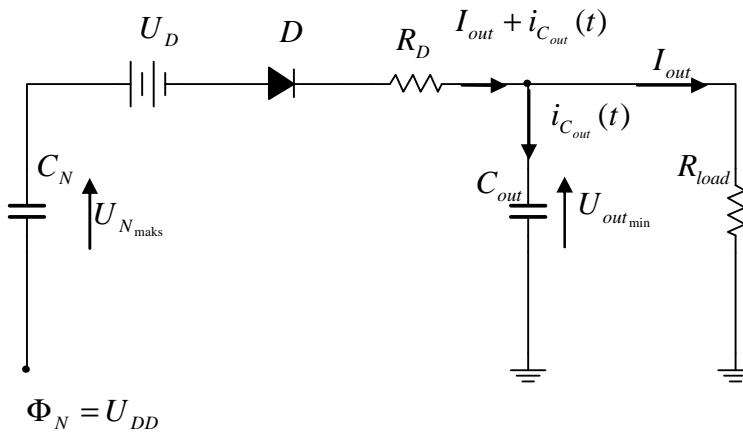 U_D
D
R_D
I_out + i_C_out(t)
I_out
i_C_out(t)
C_N
U_N_maks
C_out
U_out_min
R_load
Φ_N = U_DD